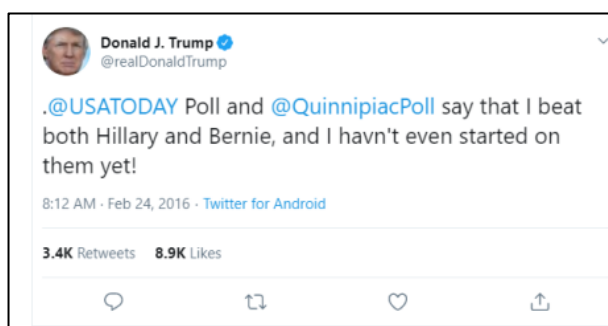 Donald J. Trump
@realDonaldTrump
.@USATODAY Poll and @QuinnipiacPoll say that I beat
both Hillary and Bernie, and I havn't even started on
them yet!
8:12 AM · Feb 24, 2016 · Twitter for Android
3.4K Retweets 8.9K Likes